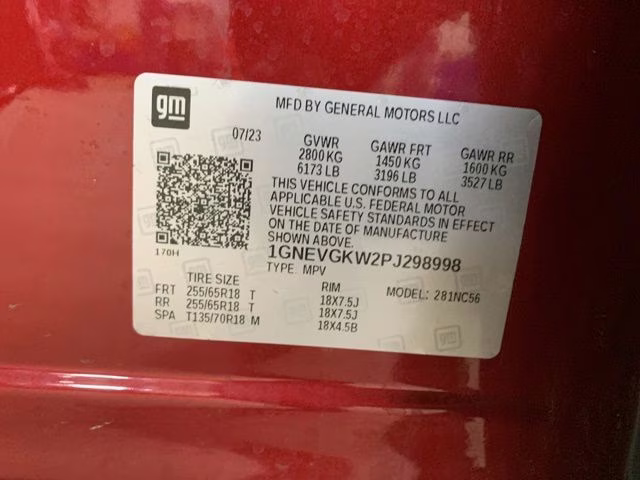 gm
MFD BY GENERAL MOTORS LLC
07/23 GVWR GAWR FRT GAWR RR
2800 KG 1450 KG 1600 KG
6173 LB 3196 LB 3527 LB
THIS VEHICLE CONFORMS TO ALL
APPLICABLE U.S. FEDERAL MOTOR
VEHICLE SAFETY STANDARDS IN EFFECT
ON THE DATE OF MANUFACTURE
SHOWN ABOVE.
170H 1GNEVGKW2PJ298998
TYPE: MPV
TIRE SIZE RIM MODEL: 281NC56
FRT 255/65R18 T 18X7.5J
RR 255/65R18 T 18X7.5J
SPA T135/70R18 M 18X4.5B